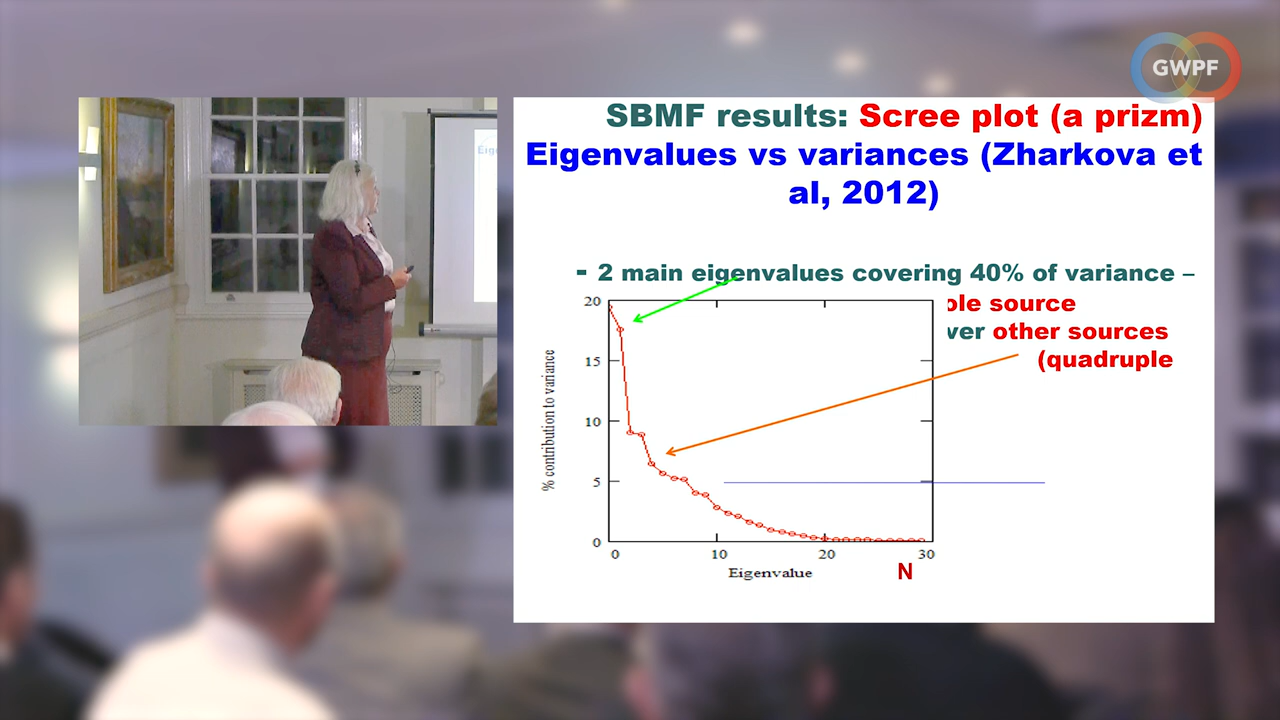 GWPF
SBMF results: Scree plot (a prizm)
Eigenvalues vs variances (Zharkova et
al, 2012)
- 2 main eigenvalues covering 40% of variance –
ole source
ver other sources
(quadruple
20
15
10
5
0
% contribution to variance
0 10 20 30
Eigenvalue
N
Eig